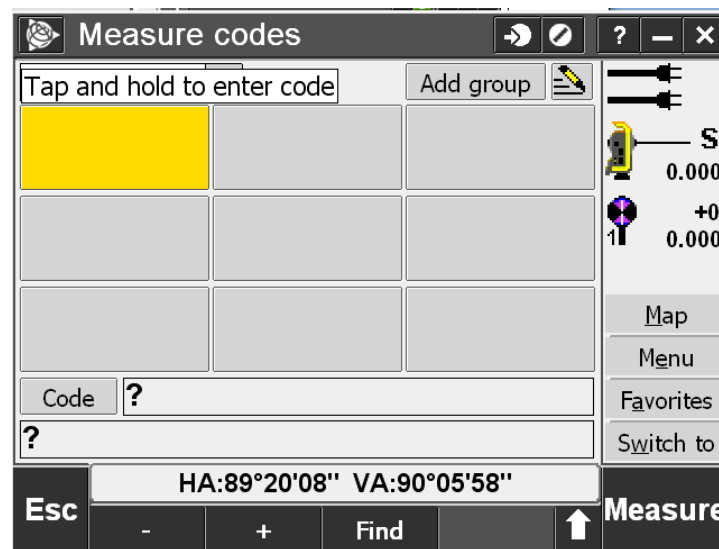 Measure codes
? – ×
Tap and hold to enter code
Add group
S
0.000
+0
1
0.000
Map
Menu
Code ?
Favorites
?
Switch to
HA:89°20'08" VA:90°05'58"
Esc
- + Find
Measure